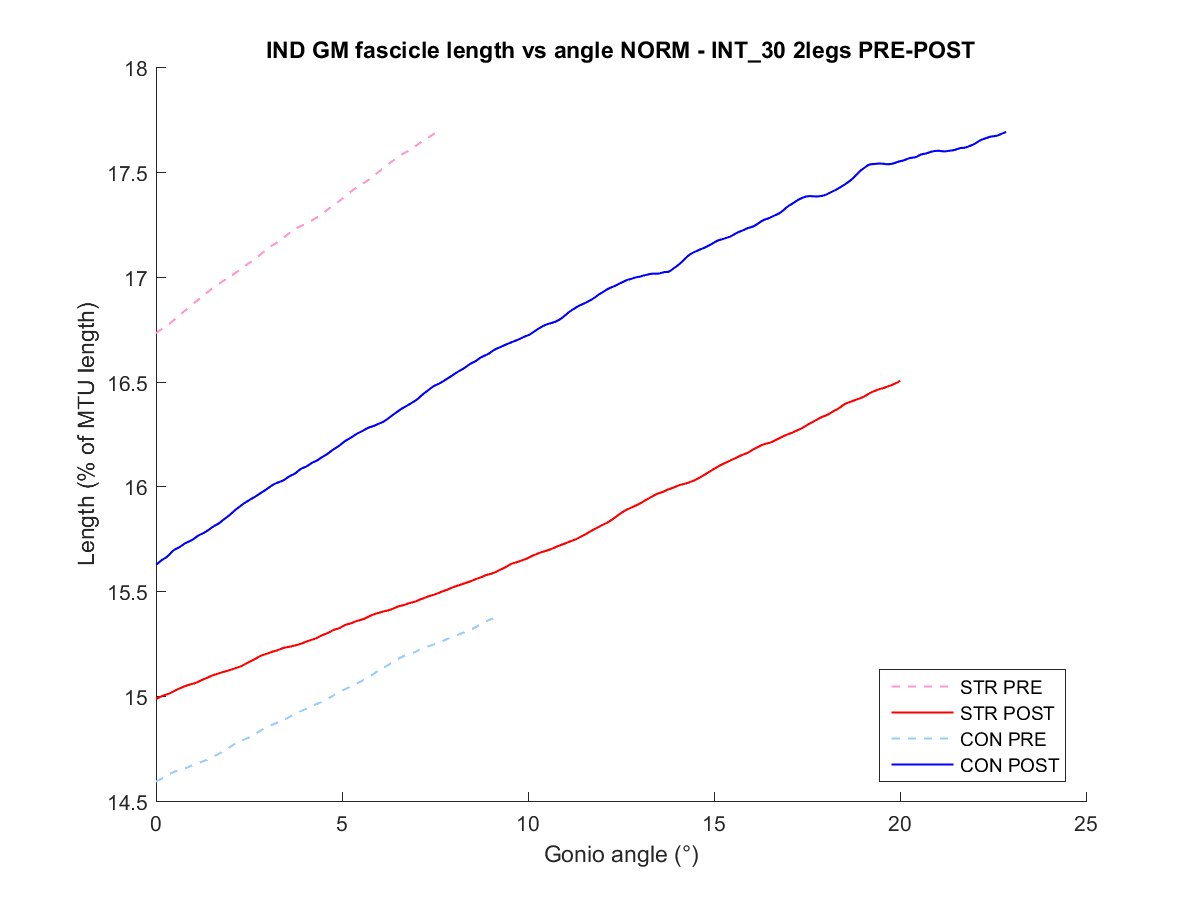 IND GM fascicle length vs angle NORM - INT_30 2legs PRE-POST
18
17.5
17
16.5
16
15.5
15
14.5
Length (% of MTU length)
STR PRE
STR POST
CON PRE
CON POST
0
5
10
15
20
25
Gonio angle (°)